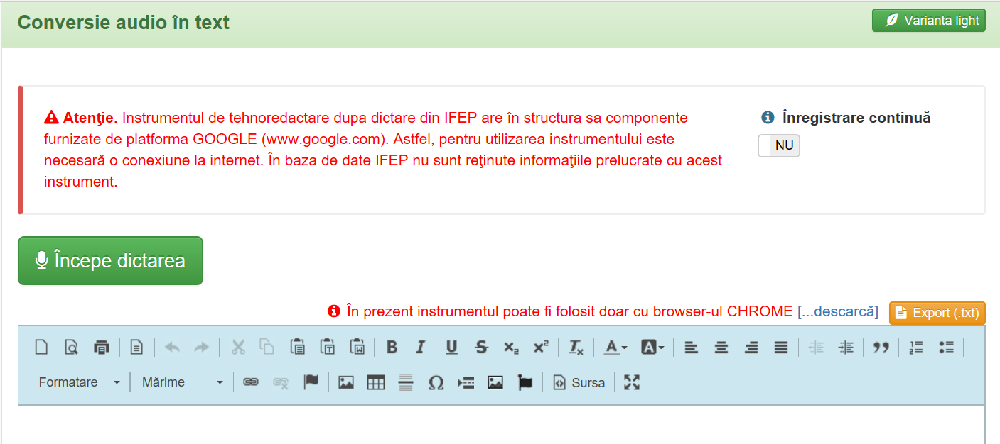 Conversie audio în text
Varianta light
Atenţie. Instrumentul de tehnoredactare dupa dictare din IFEP are în structura sa componente
furnizate de platforma GOOGLE (www.google.com). Astfel, pentru utilizarea instrumentului este
necesară o conexiune la internet. În baza de date IFEP nu sunt reţinute informaţiile prelucrate cu acest
instrument.
Înregistrare continuă
NU
Începe dictarea
În prezent instrumentul poate fi folosit doar cu browser-ul CHROME [...descarcă]
Export (.txt)
Formatare
Mărime
Sursa